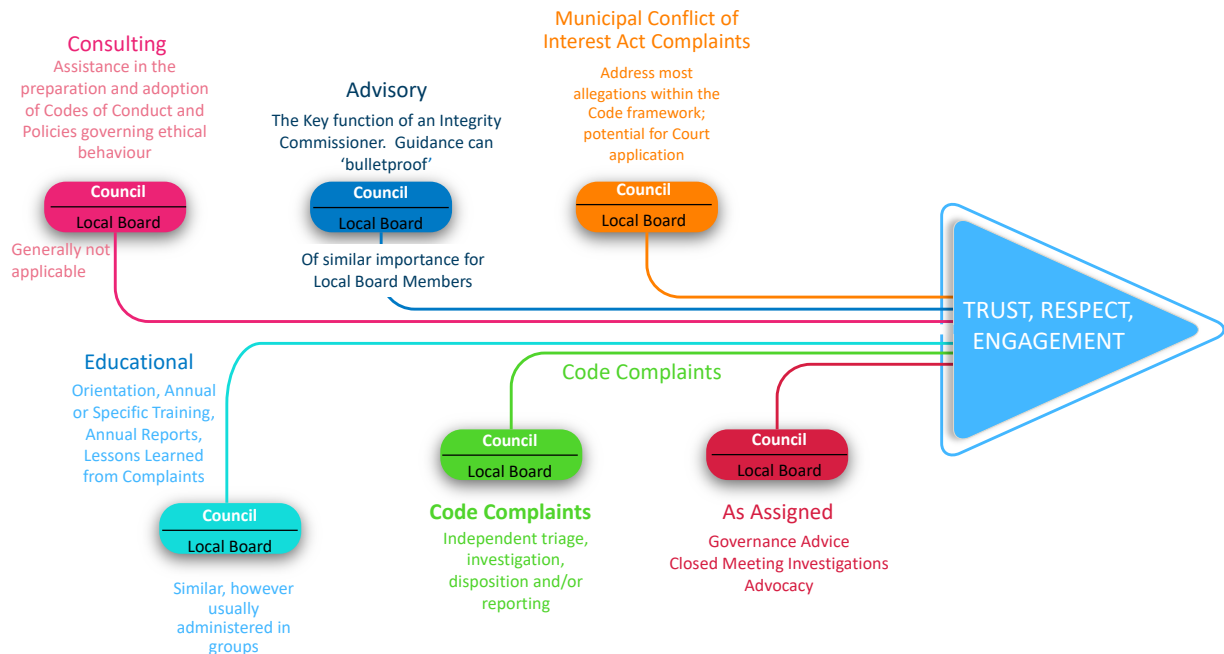 Consulting
Assistance in the
preparation and adoption
of Codes of Conduct and
Policies governing ethical
behaviour
Council
Local Board
Generally not
applicable
Advisory
The Key function of an Integrity
Commissioner.  Guidance can
‘bulletproof’
Council
Local Board
Of similar importance for
Local Board Members
Municipal Conflict of
Interest Act Complaints
Address most
allegations within the
Code framework;
potential for Court
application
Council
Local Board
TRUST, RESPECT,
ENGAGEMENT
Educational
Orientation, Annual
or Specific Training,
Annual Reports,
Lessons Learned
from Complaints
Council
Local Board
Similar, however
usually
administered in
groups
Code Complaints
Council
Local Board
Code Complaints
Independent triage,
investigation,
disposition and/or
reporting
Council
Local Board
As Assigned
Governance Advice
Closed Meeting Investigations
Advocacy